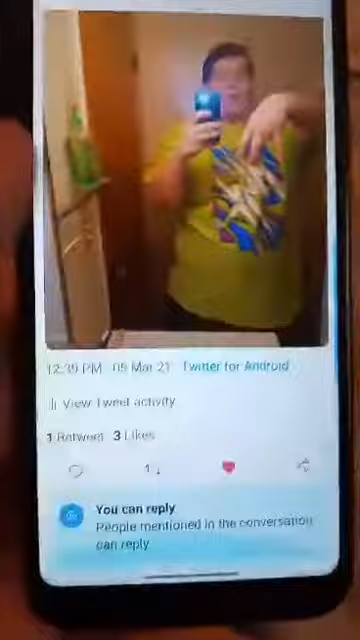 12:39 PM · 05 Mar 21 · Twitter for Android
View Tweet activity
1 Retweet 3 Likes
You can reply
People mentioned in the conversation
can reply